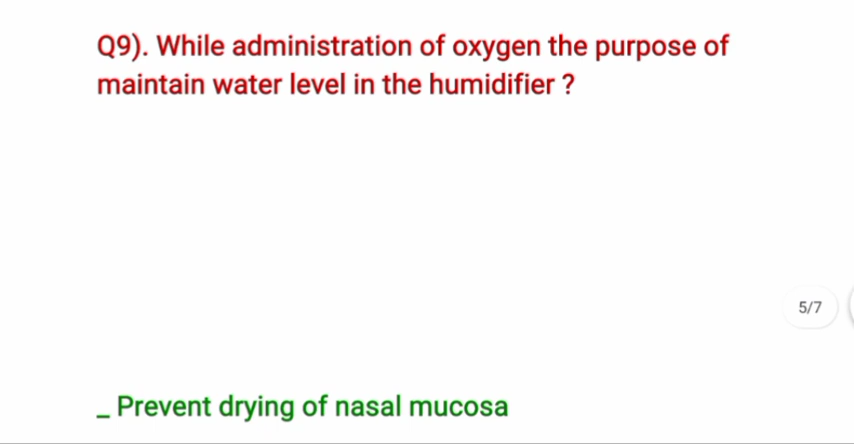 Q9). While administration of oxygen the purpose of
maintain water level in the humidifier ?
5/7
_ Prevent drying of nasal mucosa